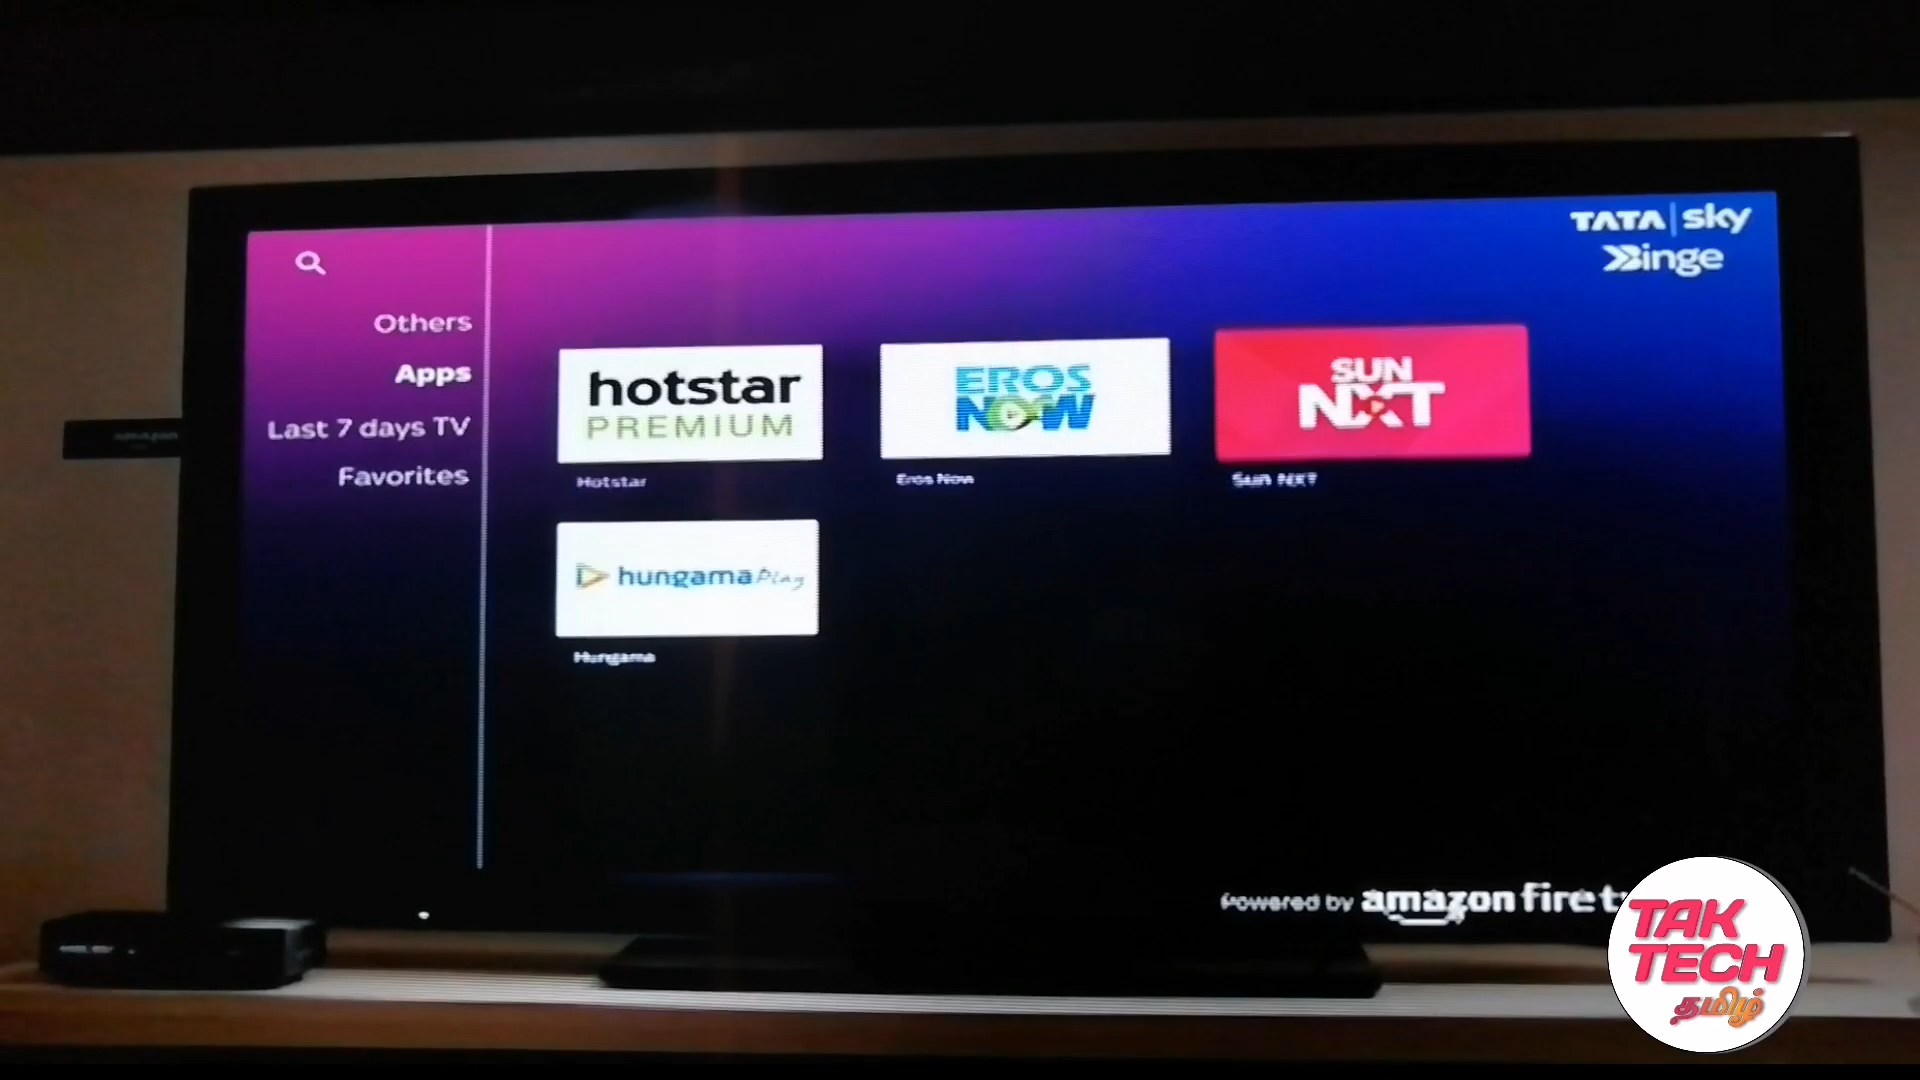 TATA sky
Binge
Others
Apps
Last 7 days TV
Favorites
hotstar
PREMIUM
Hotstar
EROS
NOW
Eros Now
SUN
NXT
Sun NXT
hungama Play
Hungama
Powered by amazon fire t
amazon
TAK
TECH
தமிழ்